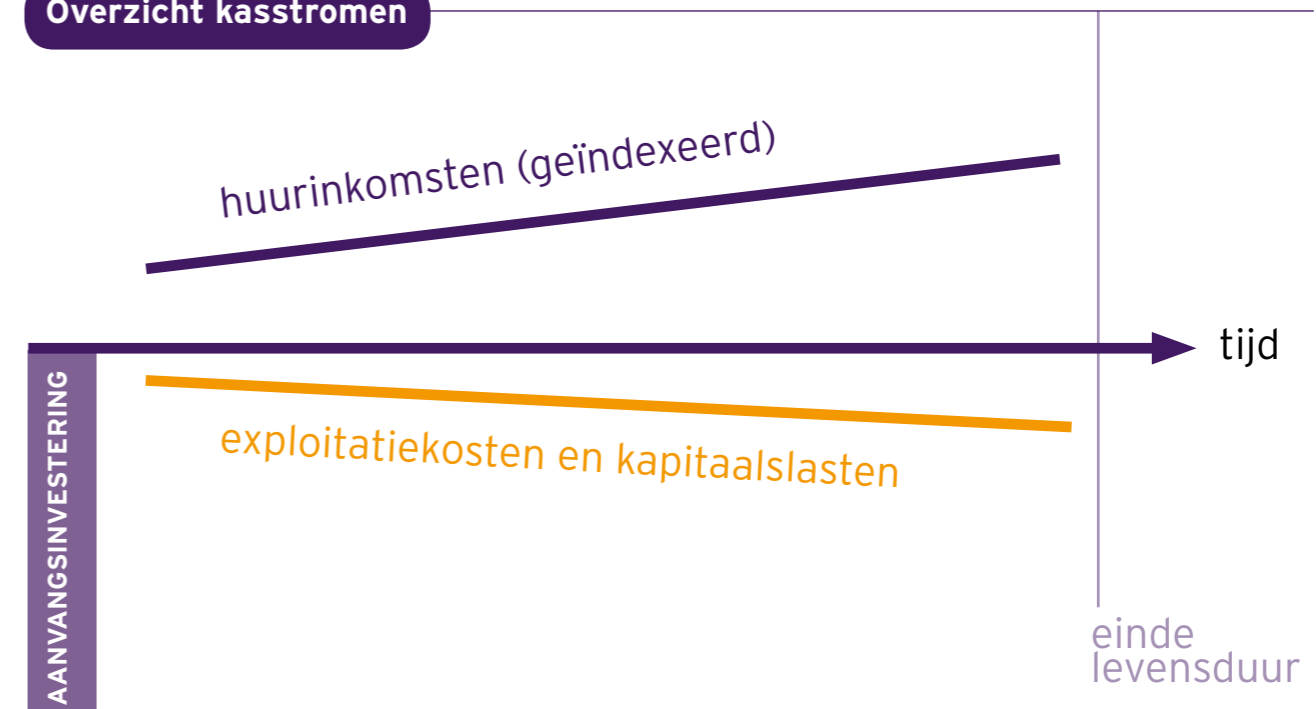 Overzicht kasstromen
huurinkomsten (geïndexeerd)
tijd
AANVANGSINVESTERING
exploitatiekosten en kapitaalslasten
einde
levensduur